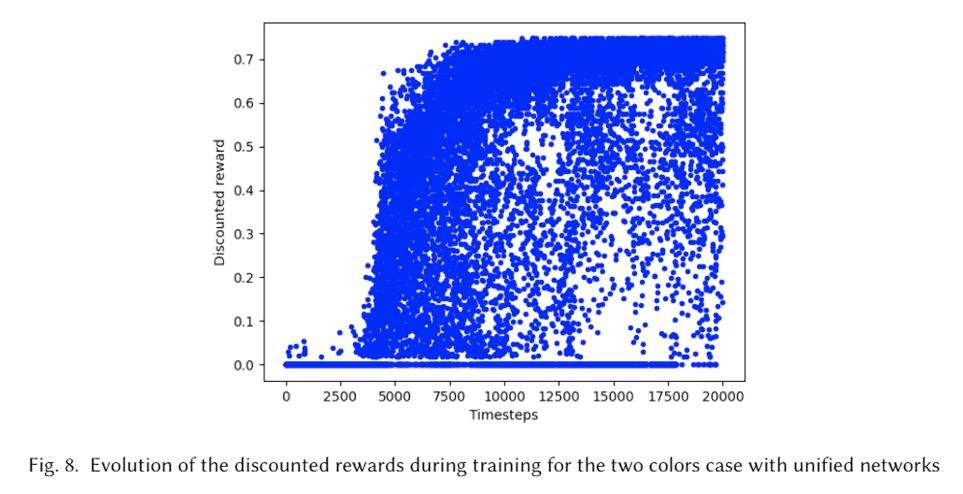 0.7
0.6
0.5
0.4
0.3
0.2
0.1
0.0
Discounted reward
0 2500 5000 7500 10000 12500 15000 17500 20000
Timesteps
Fig. 8. Evolution of the discounted rewards during training for the two colors case with unified networks